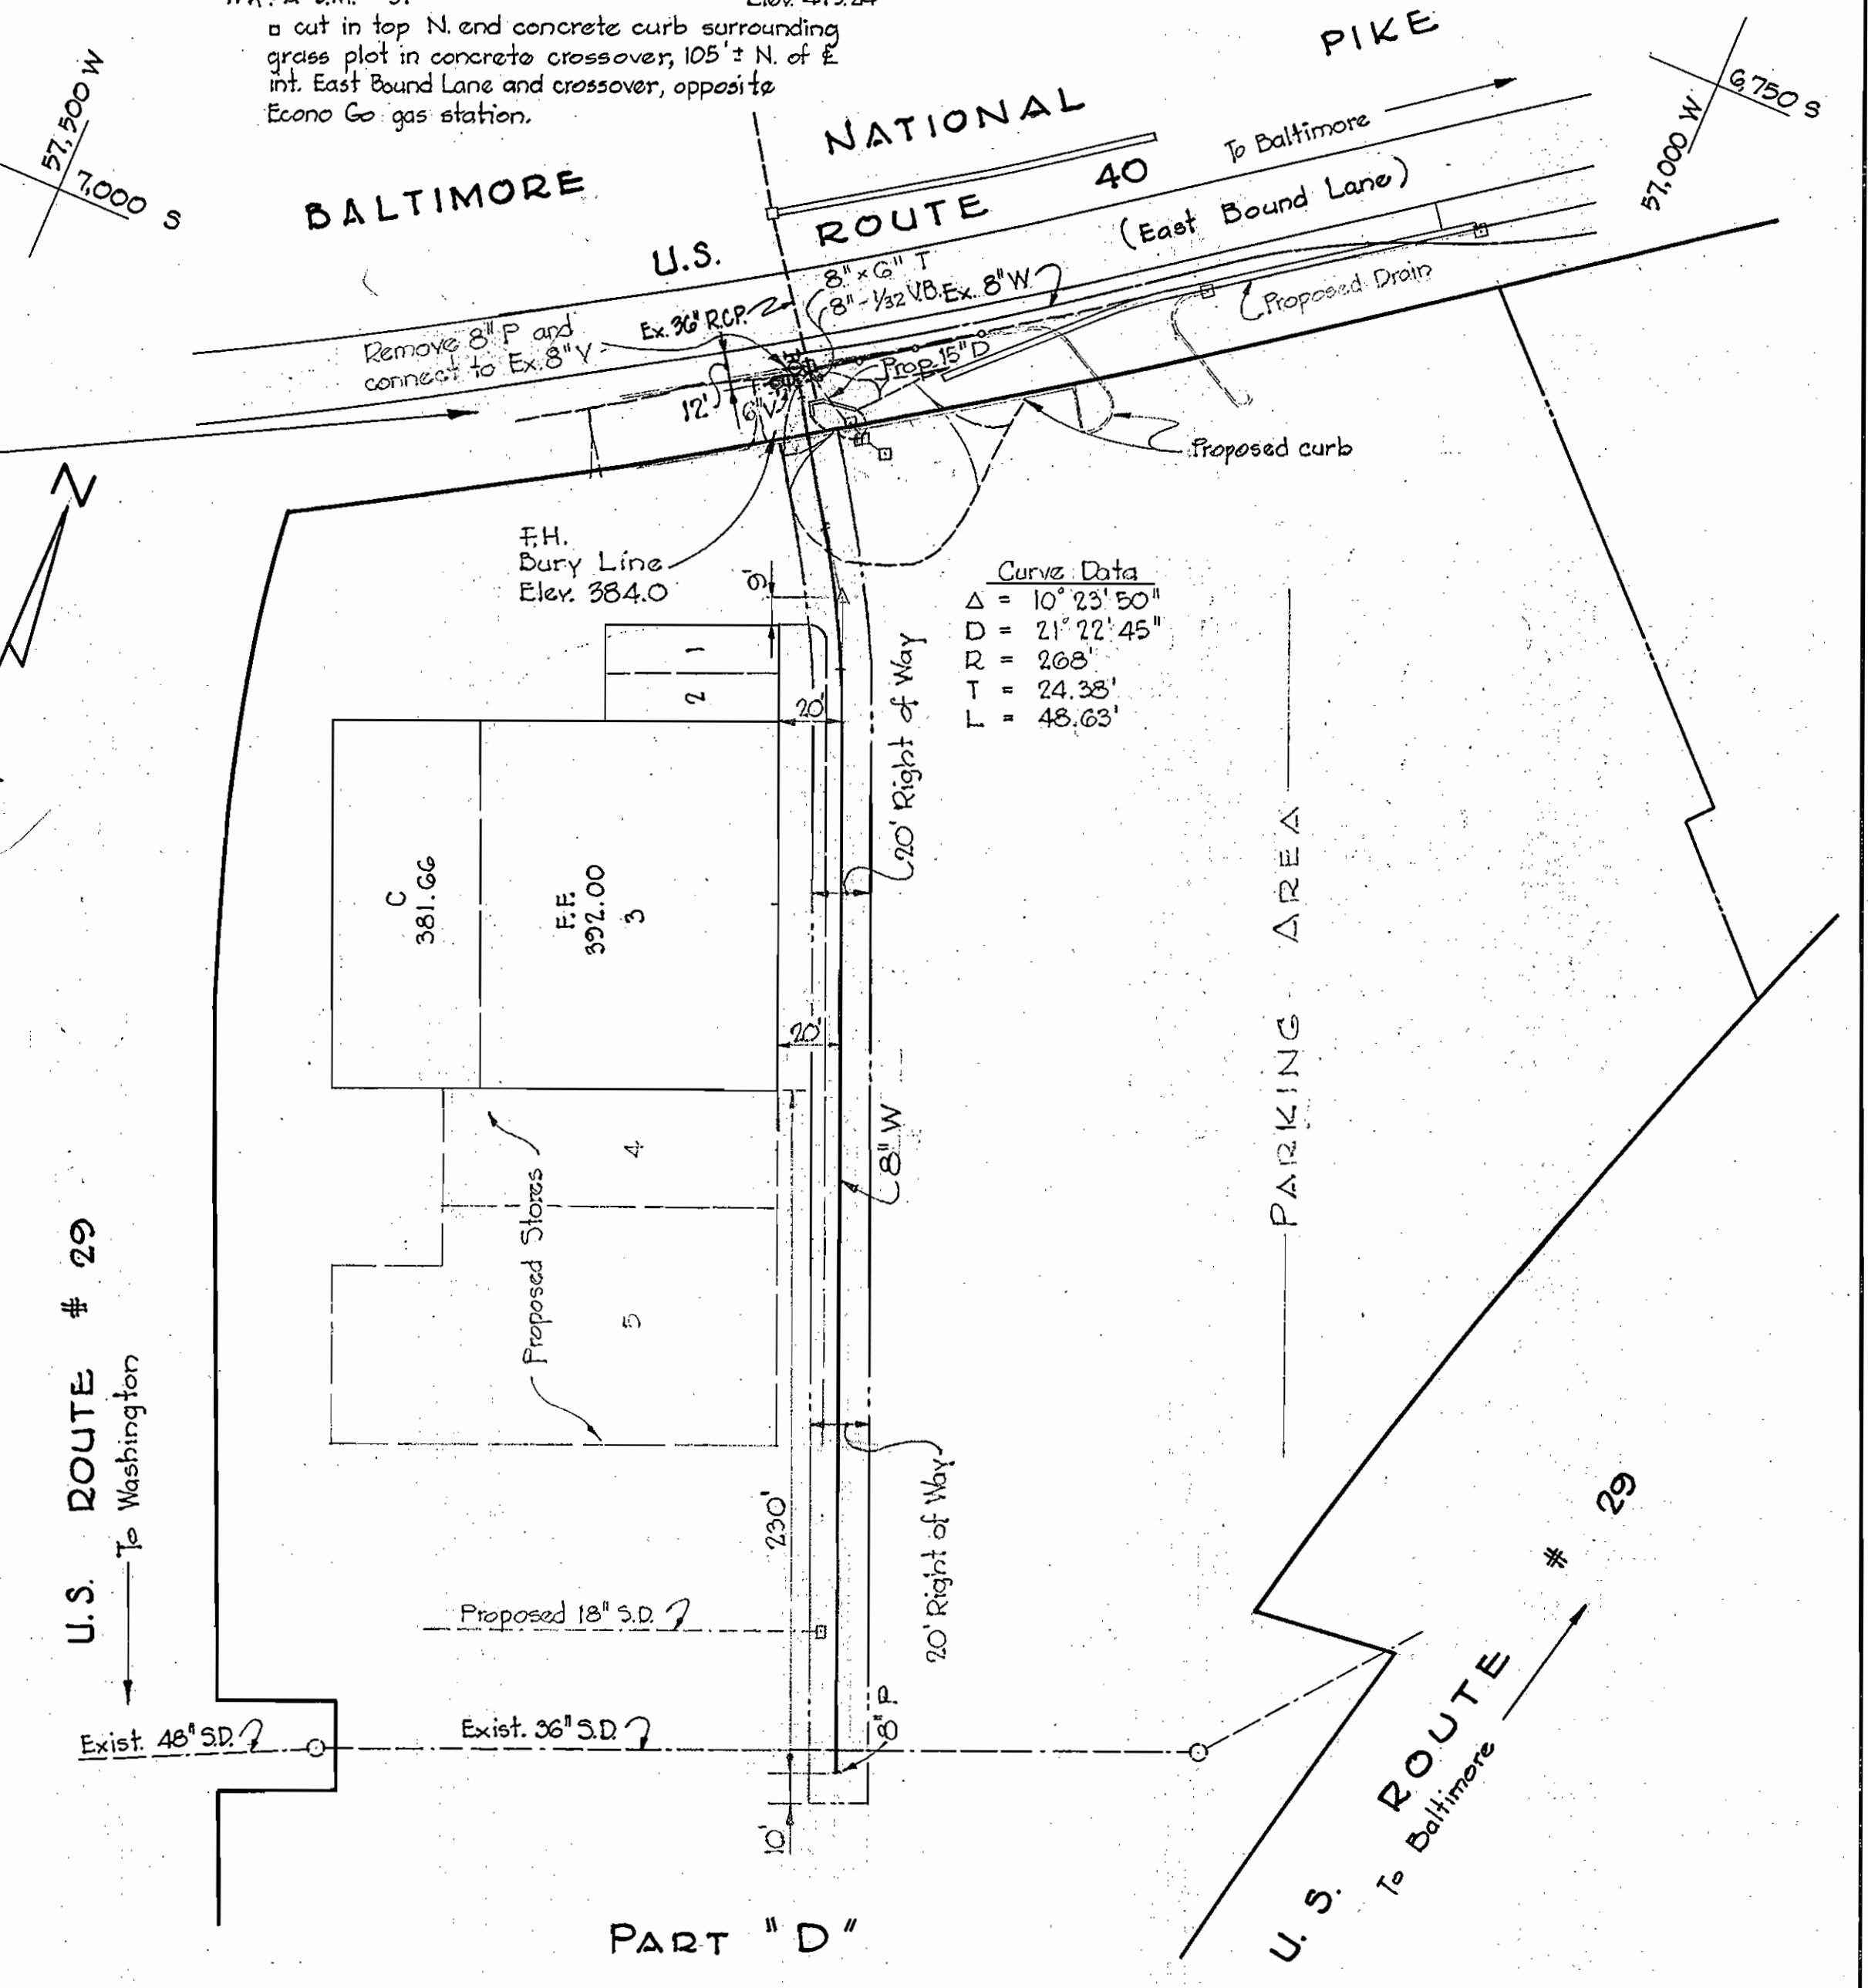 □ cut in top N. end concrete curb surrounding
grass plot in concrete crossover, 105'± N. of ℄
int. East Bound Lane and crossover, opposite
Econo Go gas station.
57,500 W
7,000 S
BALTIMORE
NATIONAL
PIKE
6,750 S
57,000 W
To Baltimore
U.S.
ROUTE
40
(East Bound Lane)
8" x 6" T
8" - 1/32 V.B.
Ex. 8" W
Ex. 36" R.C.P.
Remove 8" P and
connect to Ex. 8" V
Prop. 15" D
Proposed Drain
12'
6" V
Proposed curb
N
F.H.
Bury Line
Elev. 384.0
9'
Curve Data
Δ = 10° 23' 50"
D = 21° 22' 45"
R = 268'
T = 24.38'
L = 48.63'
1
2
20'
20' Right of Way
C
381.66
F.F.
392.00
3
20'
PARKING AREA
8" W
4
Proposed Stores
5
U.S. ROUTE # 29
To Washington
230'
20' Right of Way
Proposed 18" S.D.
8" P
Exist. 48" S.D.
Exist. 36" S.D.
10'
U.S. ROUTE # 29
To Baltimore
PART "D"